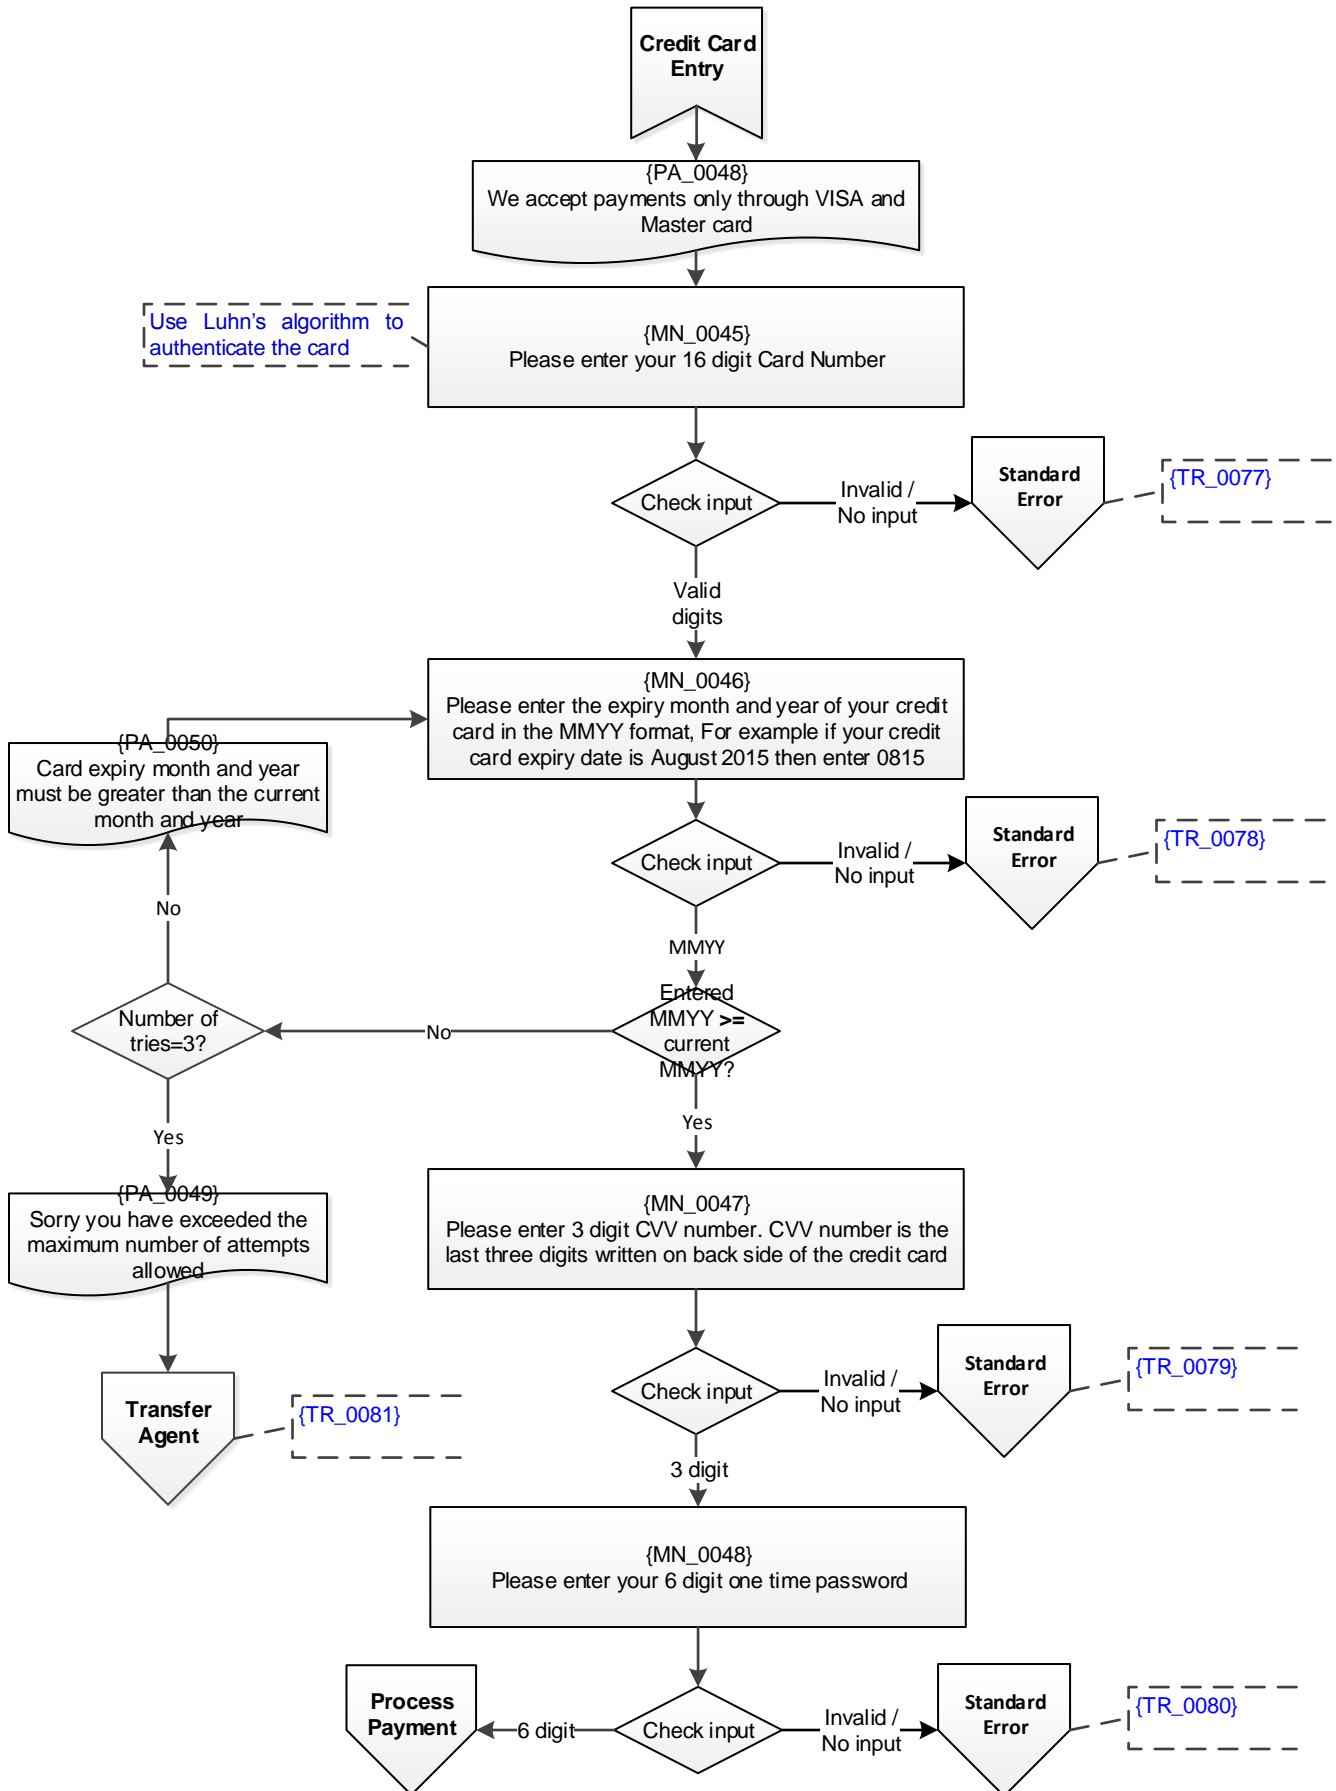 Credit Card
Entry
{PA_0048}
We accept payments only through VISA and
Master card
Use Luhn's algorithm to
authenticate the card
{MN_0045}
Please enter your 16 digit Card Number
Check input
Invalid /
No input
Standard
Error
{TR_0077}
Valid
digits
{MN_0046}
Please enter the expiry month and year of your credit
card in the MMYY format, For example if your credit
card expiry date is August 2015 then enter 0815
{PA_0050}
Card expiry month and year
must be greater than the current
month and year
Check input
Invalid /
No input
Standard
Error
{TR_0078}
No
MMYY
Number of
tries=3?
No
Entered
MMYY >=
current
MMYY?
Yes
Yes
{PA_0049}
Sorry you have exceeded the
maximum number of attempts
allowed
{MN_0047}
Please enter 3 digit CVV number. CVV number is the
last three digits written on back side of the credit card
Transfer
Agent
{TR_0081}
Check input
Invalid /
No input
Standard
Error
{TR_0079}
3 digit
{MN_0048}
Please enter your 6 digit one time password
Process
Payment
6 digit
Check input
Invalid /
No input
Standard
Error
{TR_0080}